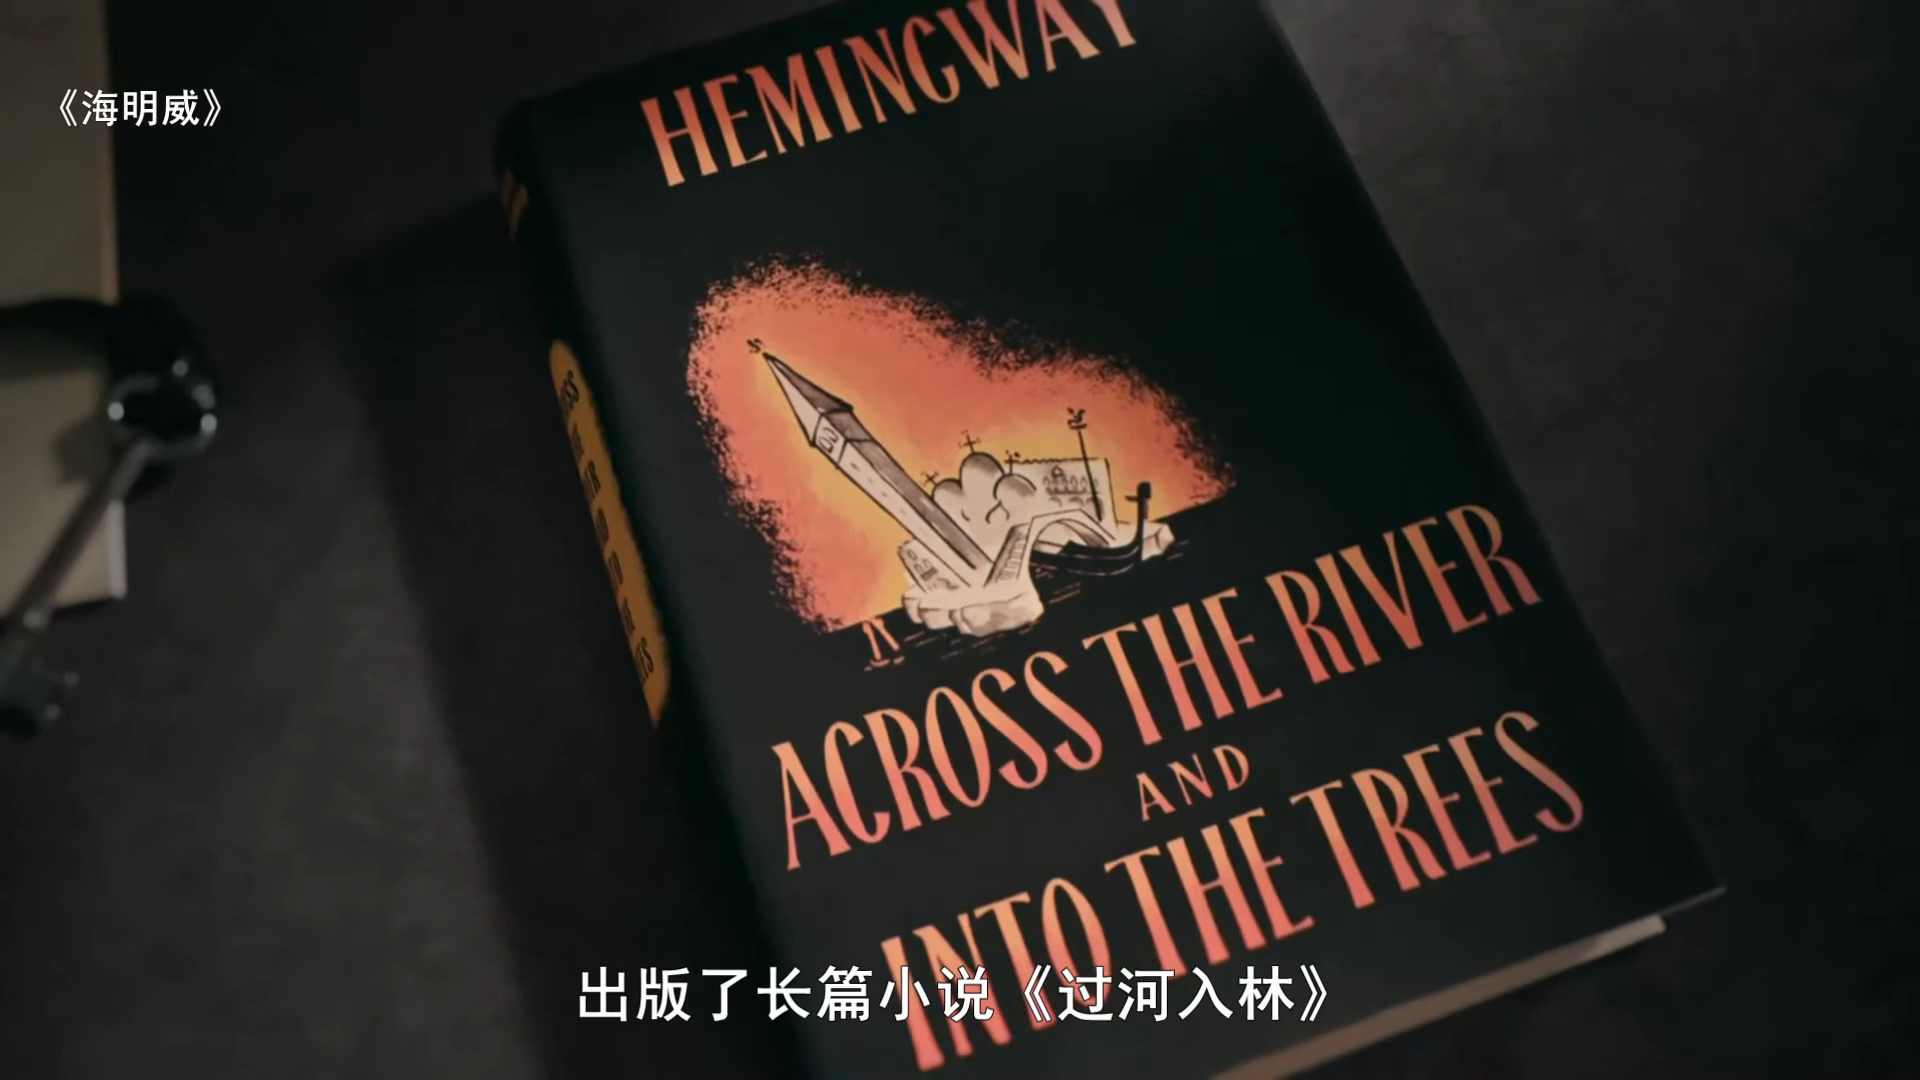 《海明威》
HEMINGWAY
ACROSS THE RIVER
AND
INTO THE TREES
出版了长篇小说《过河入林》